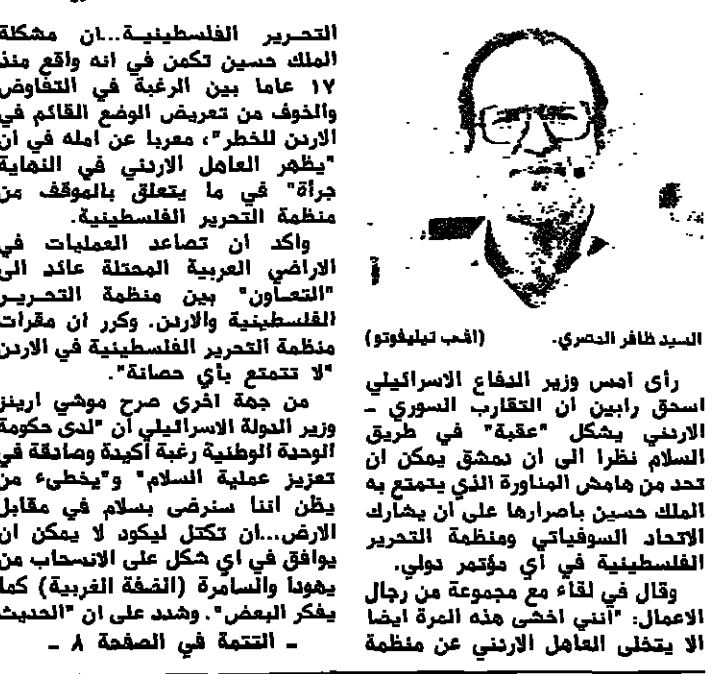 السيد ظافر المصري. (اف‍ب تيليفوتو)
رأى امس وزير الدفاع الاسرائيلي
اسحق رابين ان التقارب السوري ـ
الاردني يشكل "عقبة" في طريق
السلام نظرا الى ان دمشق يمكن ان
تحد من هامش المناورة الذي يتمتع به
الملك حسين باصرارها على ان يشارك
الاتحاد السوفياتي ومنظمة التحرير
الفلسطينية في أي مؤتمر دولي.
وقال في لقاء مع مجموعة من رجال
الاعمال: "انني اخشى هذه المرة ايضا
الا يتخلى العاهل الاردني عن منظمة
التحرير الفلسطينية...ان مشكلة
الملك حسين تكمن في انه واقع منذ
١٧ عاما بين الرغبة في التفاوض
والخوف من تعريض الوضع القائم في
الاردن للخطر"، معربا عن امله في ان
"يظهر العاهل الاردني في النهاية
جرأة" في ما يتعلق بالموقف من
منظمة التحرير الفلسطينية.
واكد ان تصاعد العمليات في
الاراضي العربية المحتلة عائد الى
"التعاون" بين منظمة التحرير
الفلسطينية والاردن. وكرر ان مقرات
منظمة التحرير الفلسطينية في الاردن
"لا تتمتع بأي حصانة".
من جهة اخرى صرح موشي ارينز
وزير الدولة الاسرائيلي ان "لدى حكومة
الوحدة الوطنية رغبة أكيدة وصادقة في
تعزيز عملية السلام" و"يخطىء من
يظن اننا سنرضى بسلام في مقابل
الارض...ان تكتل ليكود لا يمكن ان
يوافق في اي شكل على الانسحاب من
يهودا والسامرة (الضفة الغربية) كما
يفكر البعض". وشدد على ان "الحديث
ـ التتمة في الصفحة ٨ ـ